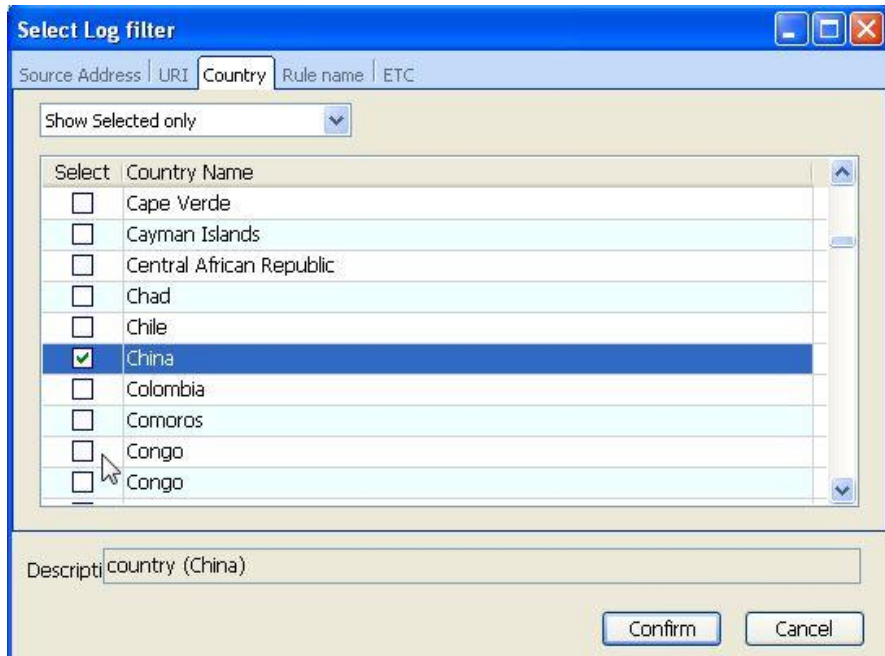 Select Log filter
Source Address URI Country Rule name ETC
Show Selected only
Select Country Name
Cape Verde
Cayman Islands
Central African Republic
Chad
Chile
China
Colombia
Comoros
Congo
Congo
Descripti country (China)
Confirm Cancel